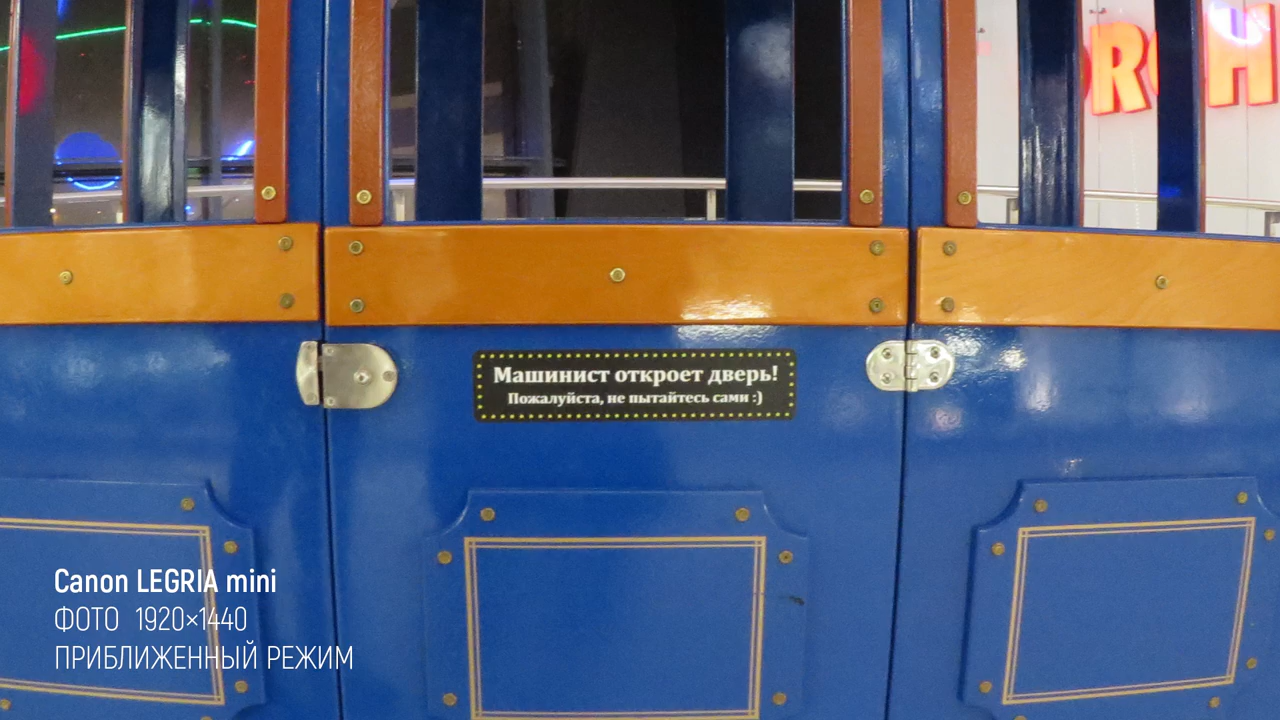 Машинист откроет дверь!
Пожалуйста, не пытайтесь сами :)
Canon LEGRIA mini
ФОТО 1920×1440
ПРИБЛИЖЕННЫЙ РЕЖИМ